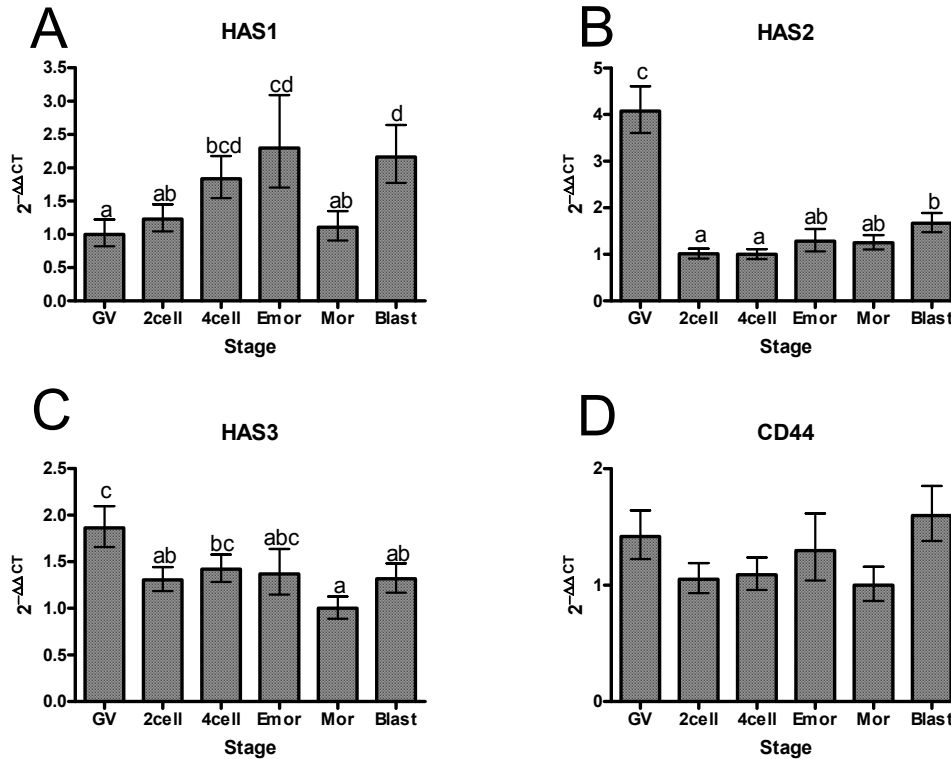 A
HAS1
2−ΔΔCT
3.5
3.0
2.5
2.0
1.5
1.0
0.5
0.0
a
ab
bcd
cd
ab
d
GV 2cell 4cell Emor Mor Blast
Stage
B
HAS2
2−ΔΔCT
5
4
3
2
1
0
c
a
a
ab
ab
b
GV 2cell 4cell Emor Mor Blast
Stage
C
HAS3
2−ΔΔCT
2.5
2.0
1.5
1.0
0.5
0.0
c
ab
bc
abc
a
ab
GV 2cell 4cell Emor Mor Blast
Stage
D
CD44
2−ΔΔCT
2
1
0
GV 2cell 4cell Emor Mor Blast
Stage